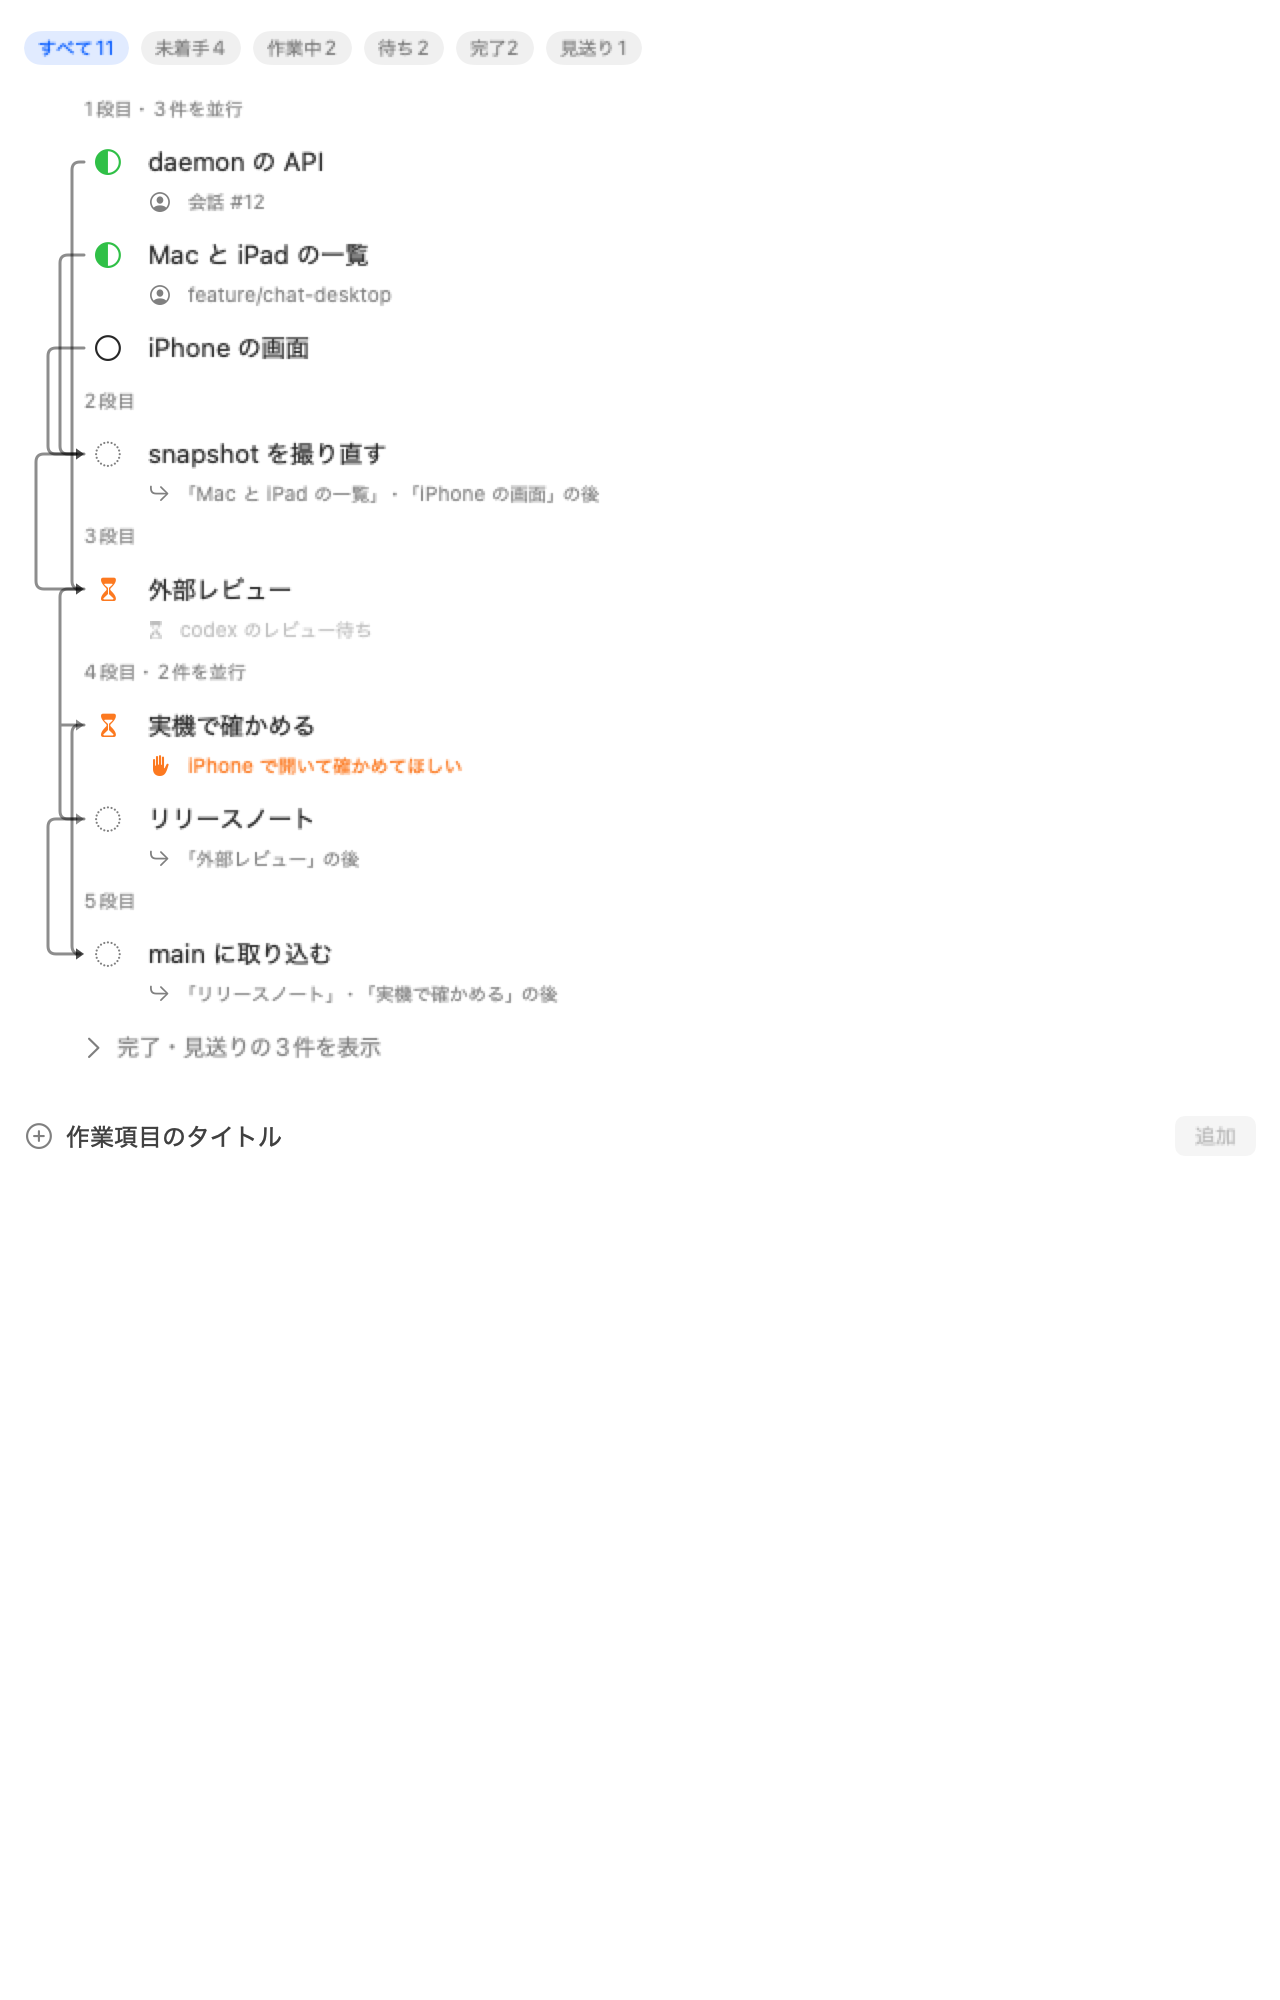 すべて 11 未着手 4 作業中 2 待ち 2 完了 2 見送り 1
1段目・3件を並行
daemon の API
会話 #12
Mac と iPad の一覧
feature/chat-desktop
iPhone の画面
2段目
snapshot を撮り直す
「Mac と iPad の一覧」・「iPhone の画面」の後
3段目
外部レビュー
codex のレビュー待ち
4段目・2件を並行
実機で確かめる
iPhone で開いて確かめてほしい
リリースノート
「外部レビュー」の後
5段目
main に取り込む
「リリースノート」・「実機で確かめる」の後
完了・見送りの3件を表示
作業項目のタイトル 追加